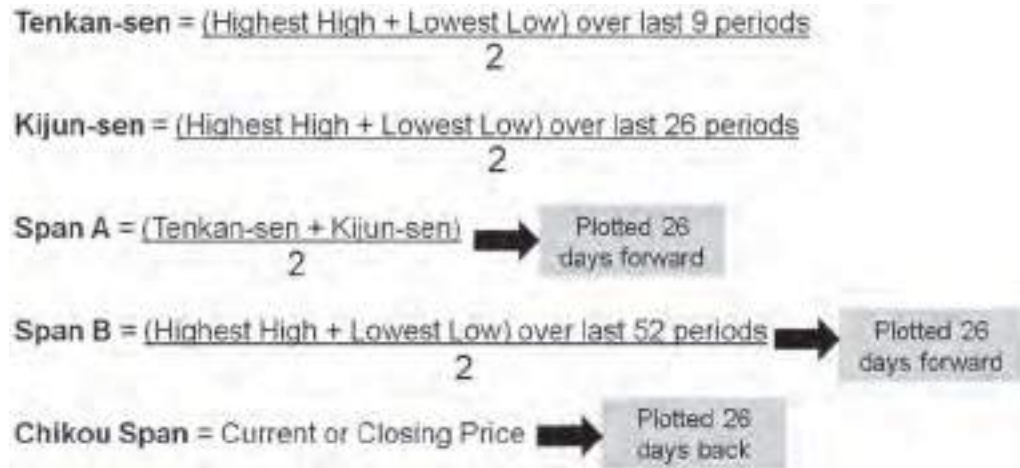 Tenkan-sen = (Highest High + Lowest Low) over last 9 periods
2
Kijun-sen = (Highest High + Lowest Low) over last 26 periods
2
Span A = (Tenkan-sen + Kijun-sen)
2
Plotted 26
days forward
Span B = (Highest High + Lowest Low) over last 52 periods
2
Plotted 26
days forward
Chikou Span = Current or Closing Price
Plotted 26
days back